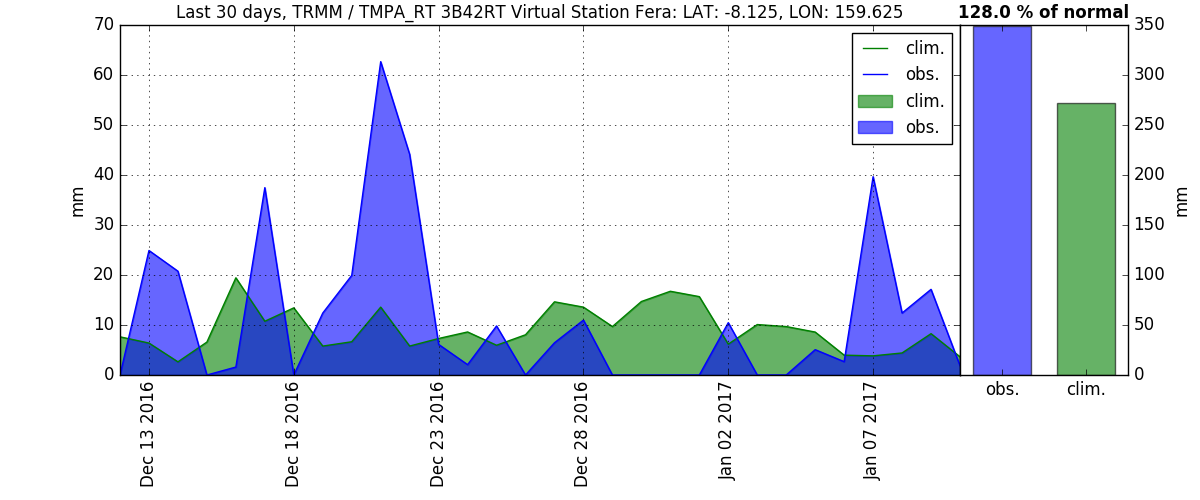 Last 30 days, TRMM / TMPA_RT 3B42RT Virtual Station Fera: LAT: -8.125, LON: 159.625
128.0 % of normal
70
60
50
40
30
20
10
0
mm
clim.
obs.
clim.
obs.
Dec 13 2016
Dec 18 2016
Dec 23 2016
Dec 28 2016
Jan 02 2017
Jan 07 2017
350
300
250
200
150
100
50
0
mm
obs.
clim.